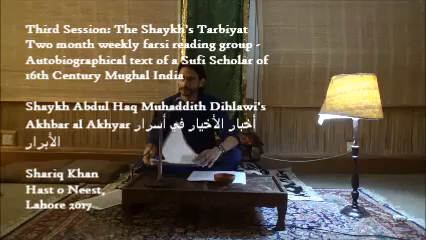 Third Session: The Shaykh's Tarbiyat
Two month weekly farsi reading group -
Autobiographical text of a Sufi Scholar of
16th Century Mughal India
Shaykh Abdul Haq Muhaddith Dihlawi's
Akhbar al Akhyar أخبار الأخيار في أسرار
الأبرار
Shariq Khan
Hast o Neest,
Lahore 2017